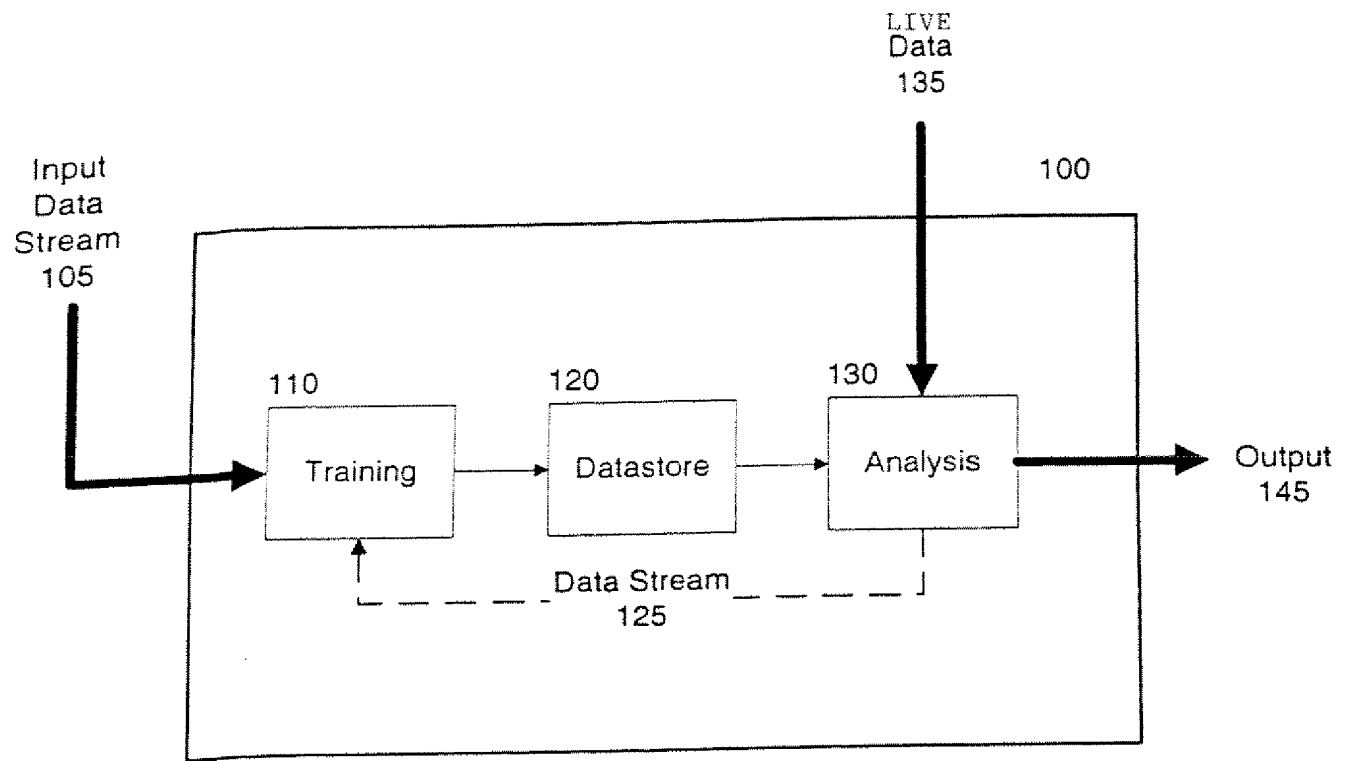 LIVE
Data
135
100
Input
Data
Stream
105
110
120
130
Training
Datastore
Analysis
Output
145
Data Stream
125